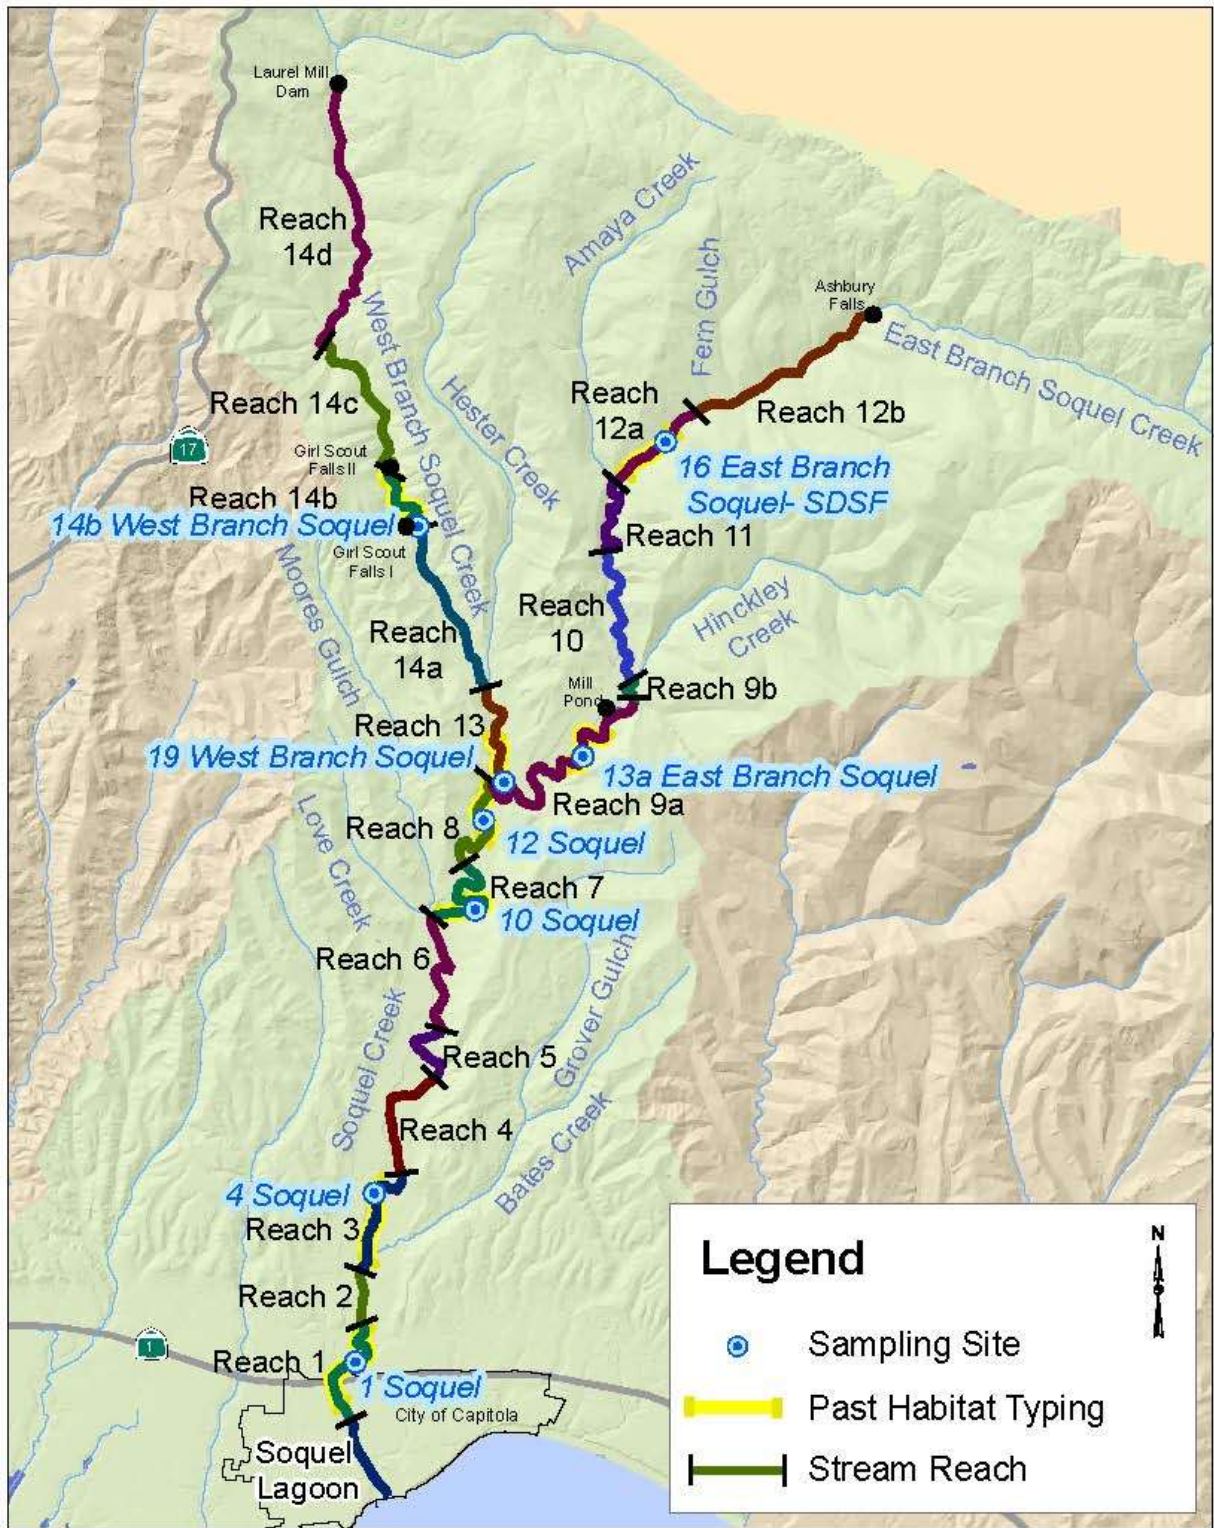 Laurel Mill
Dam
Reach
14d
Amaya Creek
Fern Gulch
Ashbury
Falls
East Branch Soquel Creek
West Branch Soquel Creek
Hester Creek
Reach 14c
Reach
12a
Reach 12b
17
Girl Scout
Falls II
16 East Branch
Soquel- SDSF
Reach 14b
14b West Branch Soquel
Girl Scout
Falls I
Reach 11
Moores Gulch
Reach
10
Hinckley
Creek
Reach
14a
Mill
Pond
Reach 9b
Reach 13
19 West Branch Soquel
13a East Branch Soquel
Reach 9a
Love Creek
Reach 8
12 Soquel
Reach 7
10 Soquel
Reach 6
Grover Gulch
Soquel Creek
Reach 5
Reach 4
Bates Creek
4 Soquel
Reach 3
Reach 2
1
Reach 1
1 Soquel
City of Capitola
Soquel
Lagoon
Legend
N
Sampling Site
Past Habitat Typing
Stream Reach